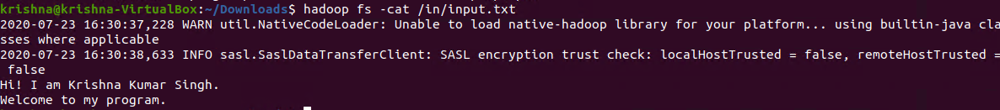 krishna@krishna-VirtualBox:~/Downloads$ hadoop fs -cat /in/input.txt
2020-07-23 16:30:37,228 WARN util.NativeCodeLoader: Unable to load native-hadoop library for your platform... using builtin-java cla
sses where applicable
2020-07-23 16:30:38,633 INFO sasl.SaslDataTransferClient: SASL encryption trust check: localHostTrusted = false, remoteHostTrusted =
 false
Hi! I am Krishna Kumar Singh.
Welcome to my program.